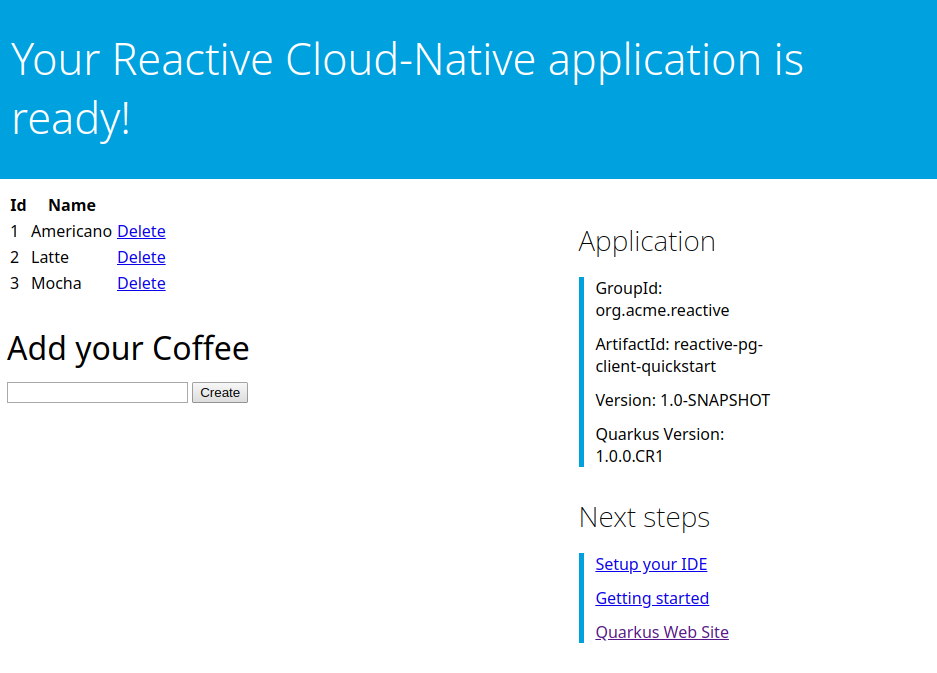 Your Reactive Cloud-Native application is
ready!
Id Name
1 Americano Delete
2 Latte Delete
3 Mocha Delete
Add your Coffee
Create
Application
GroupId:
org.acme.reactive
ArtifactId: reactive-pg-
client-quickstart
Version: 1.0-SNAPSHOT
Quarkus Version:
1.0.0.CR1
Next steps
Setup your IDE
Getting started
Quarkus Web Site